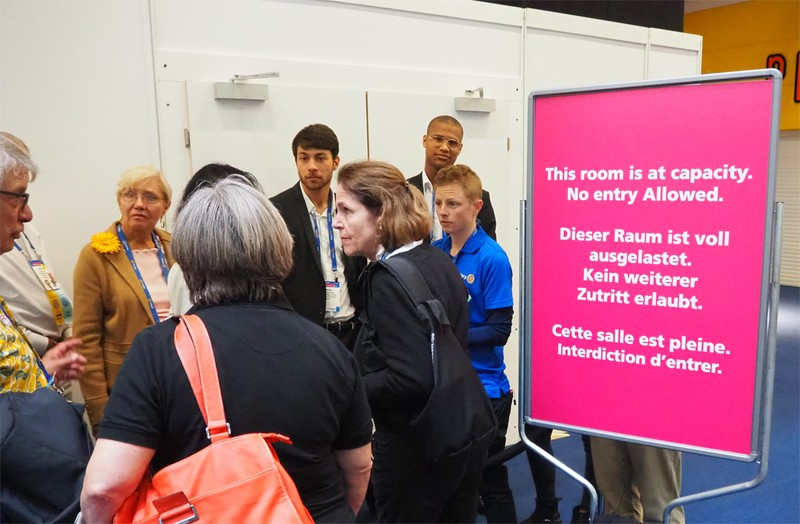 This room is at capacity.
No entry Allowed.
Dieser Raum ist voll
ausgelastet.
Kein weiterer
Zutritt erlaubt.
Cette salle est pleine.
Interdiction d'entrer.